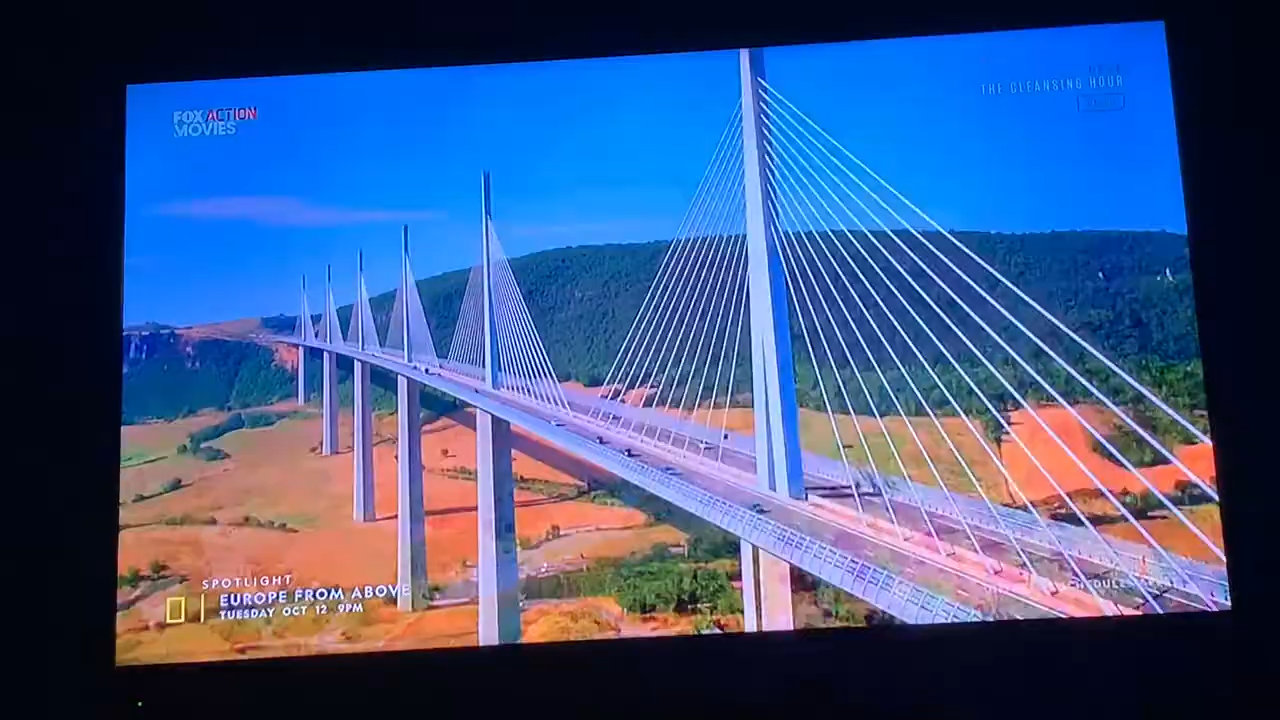 FOX ACTION
MOVIES
THE CLEANSING HOUR
SPOTLIGHT
EUROPE FROM ABOVE
TUESDAY OCT 12 9PM